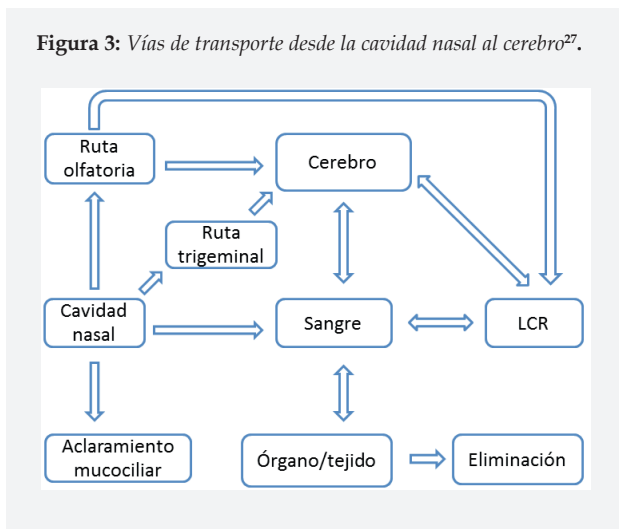 Figura 3: Vías de transporte desde la cavidad nasal al cerebro²⁷.
Ruta
olfatoria
Cerebro
Ruta
trigeminal
Cavidad
nasal
Sangre
LCR
Aclaramiento
mucociliar
Órgano/tejido
Eliminación